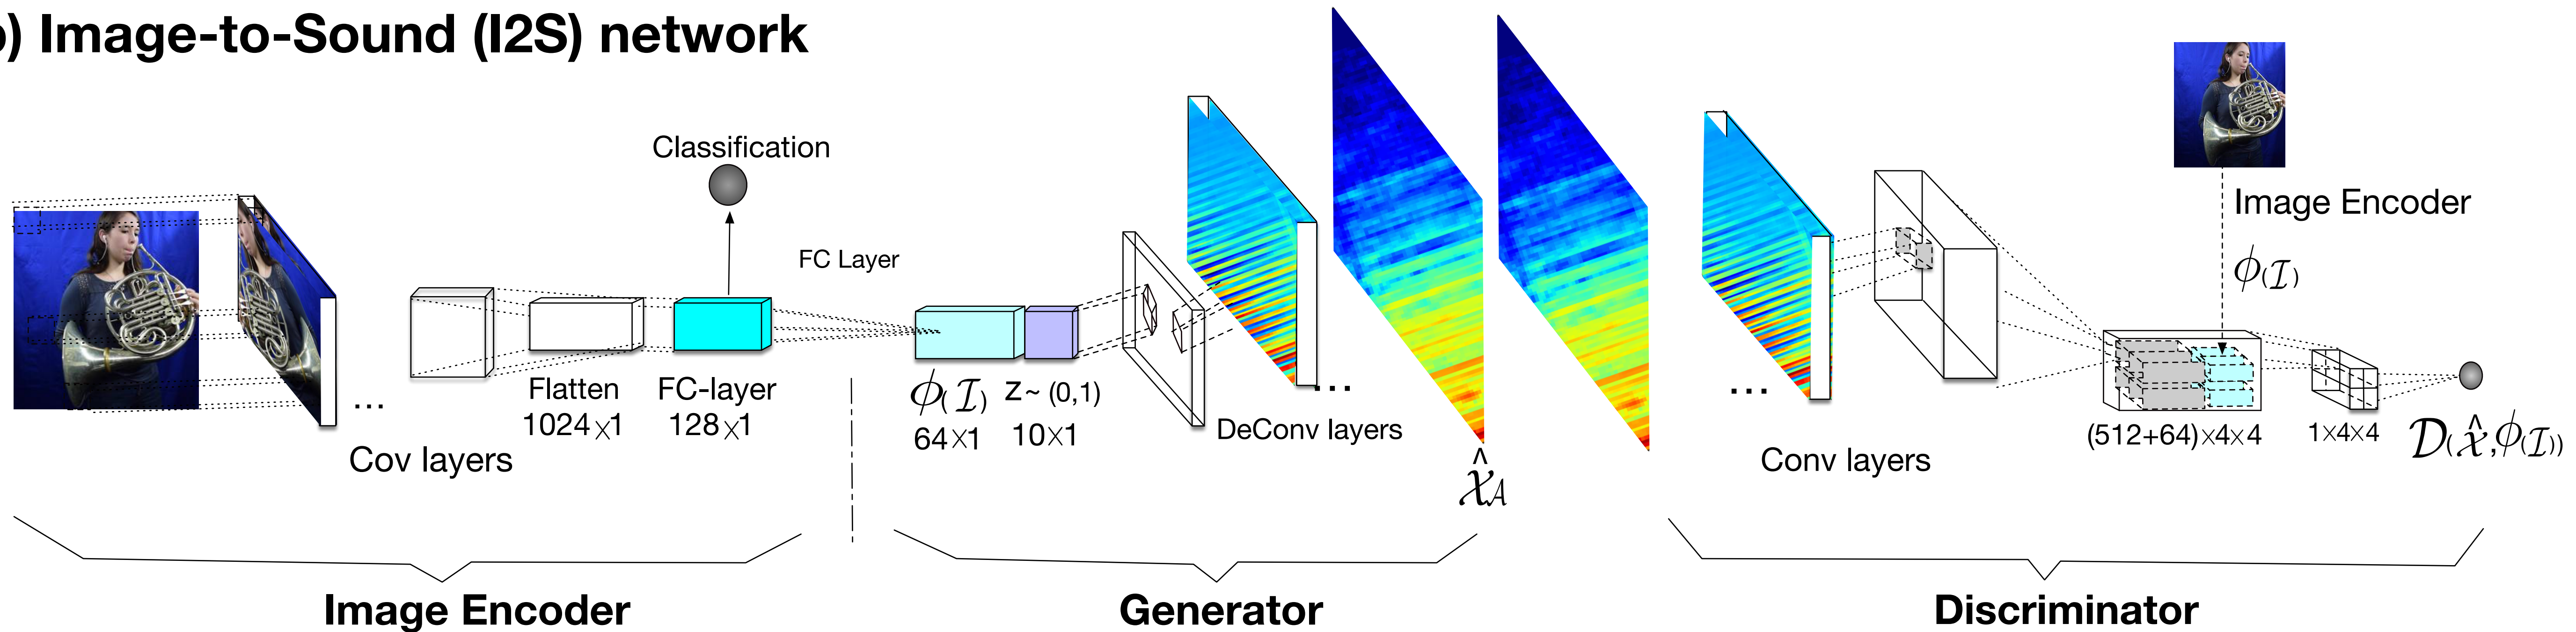 ) Image-to-Sound (I2S) network
Classification
FC Layer
Image Encoder
ϕ(I)
Flatten
1024×1
FC-layer
128×1
...
Cov layers
ϕ(I)
64×1
z~ (0,1)
10×1
...
DeConv layers
X̂A
...
Conv layers
(512+64)×4×4
1×4×4
D(X̂,ϕ(I))
Image Encoder
Generator
Discriminator